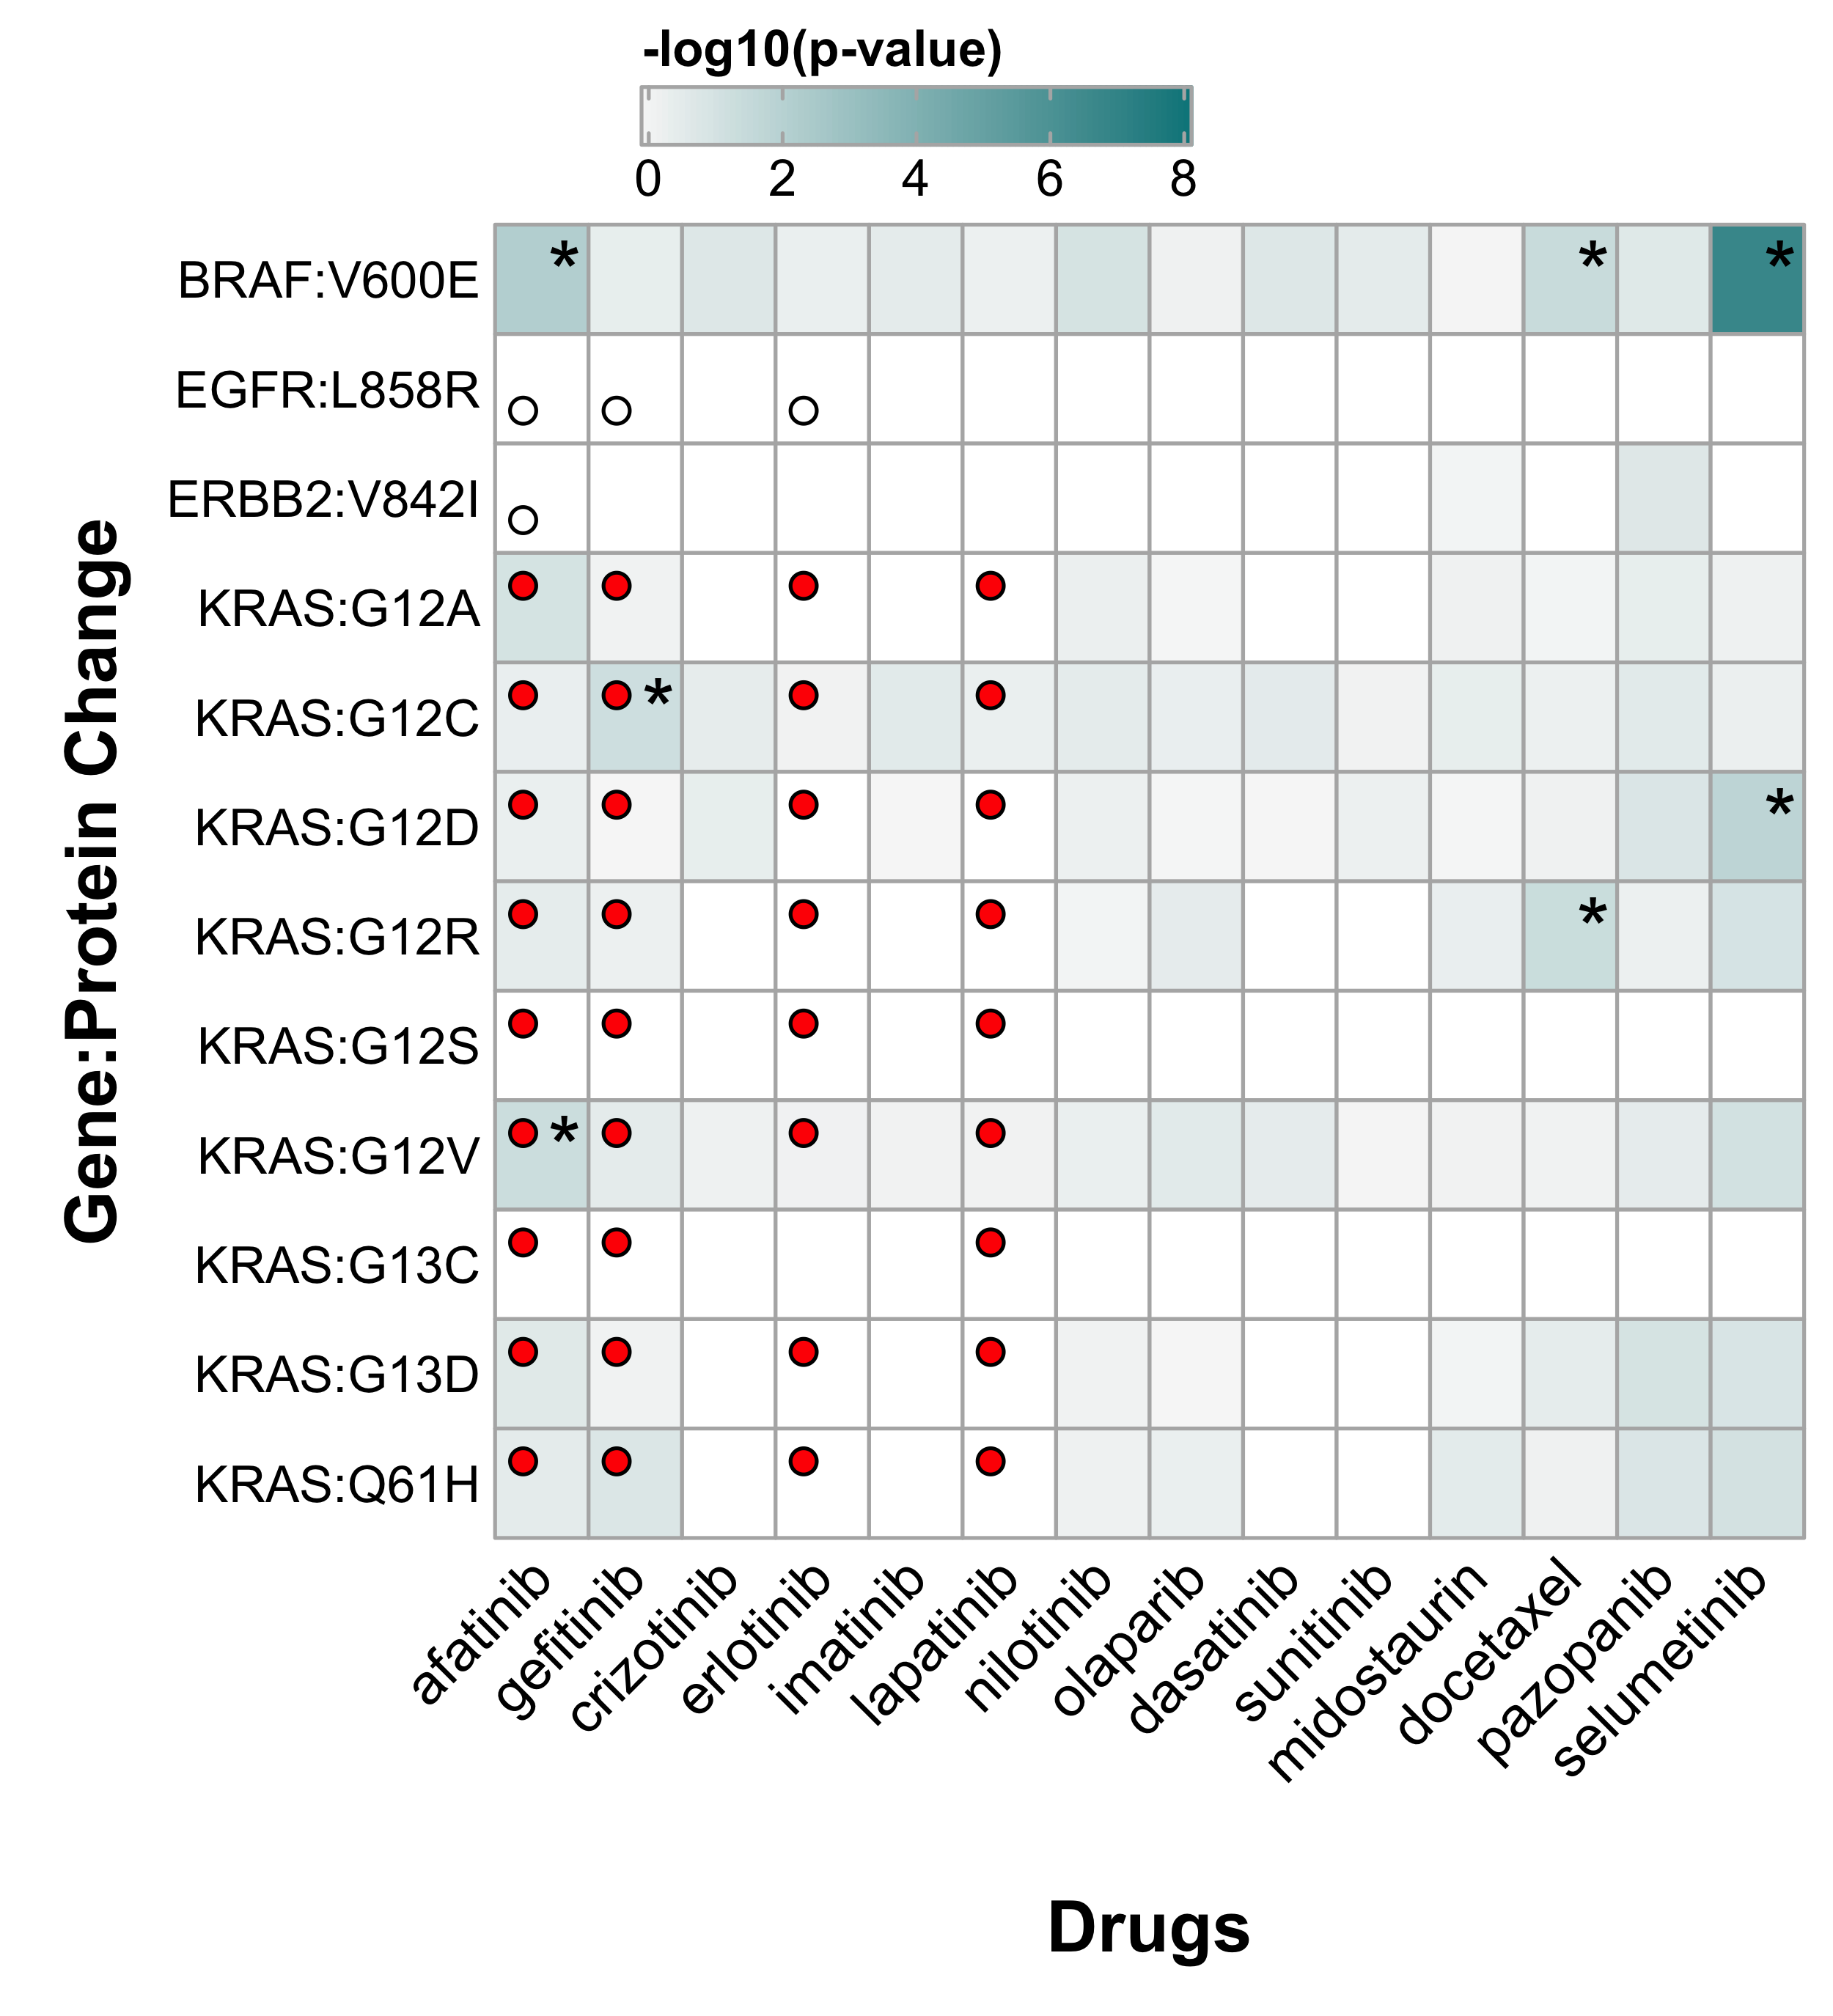 -log10(p-value)
0 2 4 6 8
BRAF:V600E * * *
EGFR:L858R
ERBB2:V842I
KRAS:G12A
KRAS:G12C *
KRAS:G12D *
KRAS:G12R *
KRAS:G12S
KRAS:G12V *
KRAS:G13C
KRAS:G13D
KRAS:Q61H
Gene:Protein Change
afatinib
gefitinib
crizotinib
erlotinib
imatinib
lapatinib
nilotinib
olaparib
dasatinib
sunitinib
midostaurin
docetaxel
pazopanib
selumetinib
Drugs